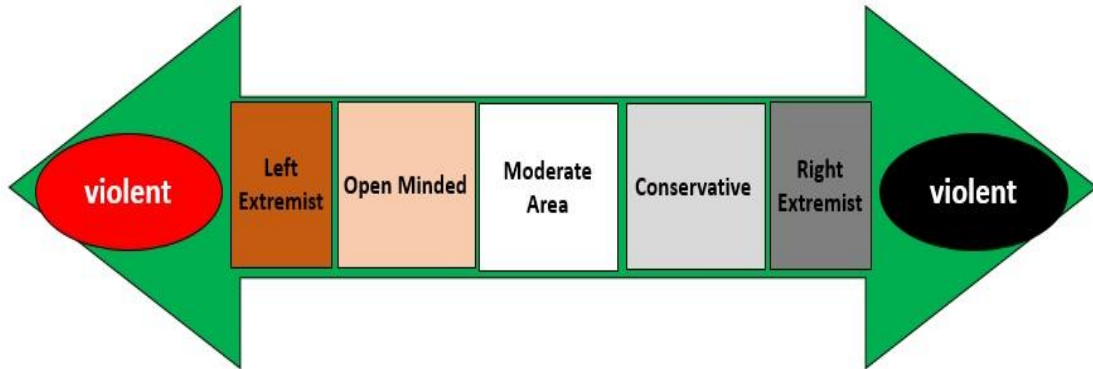 violent
Left
Extremist
Open Minded
Moderate
Area
Conservative
Right
Extremist
violent